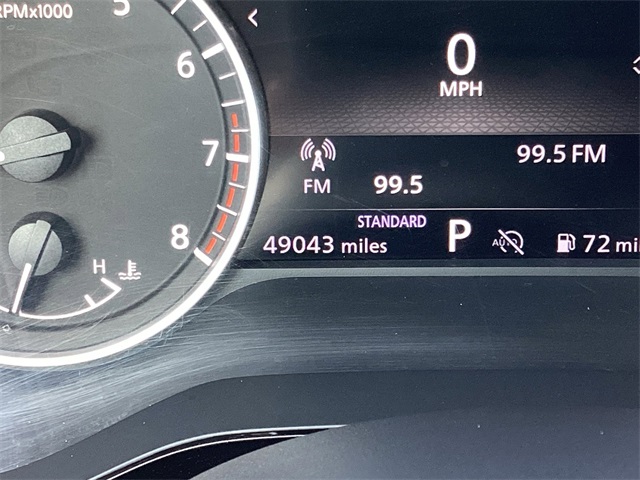 RPMx1000
5
6
7
8
H
0
MPH
99.5 FM
FM
99.5
STANDARD
49043 miles
P
AUTO
72 mi